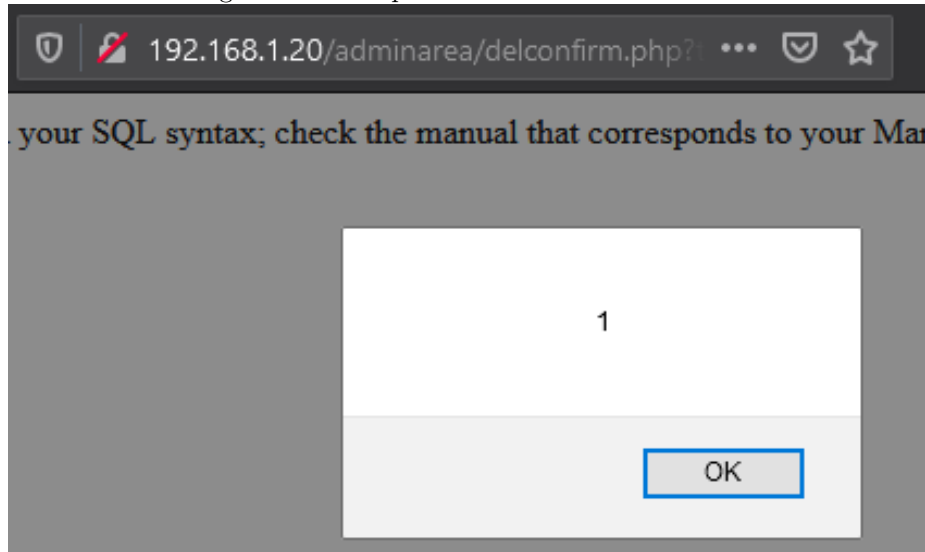 192.168.1.20/adminarea/delconfirm.php?
your SQL syntax; check the manual that corresponds to your Mar
1
OK